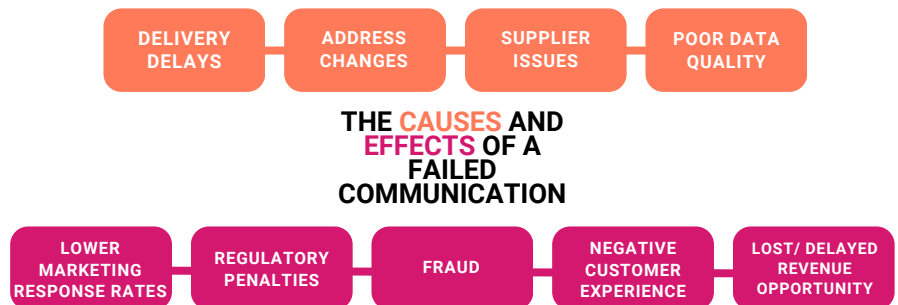 DELIVERY
DELAYS
ADDRESS
CHANGES
SUPPLIER
ISSUES
POOR DATA
QUALITY
THE CAUSES AND
EFFECTS OF A
FAILED
COMMUNICATION
LOWER
MARKETING
RESPONSE RATES
REGULATORY
PENALTIES
FRAUD
NEGATIVE
CUSTOMER
EXPERIENCE
LOST/ DELAYED
REVENUE
OPPORTUNITY